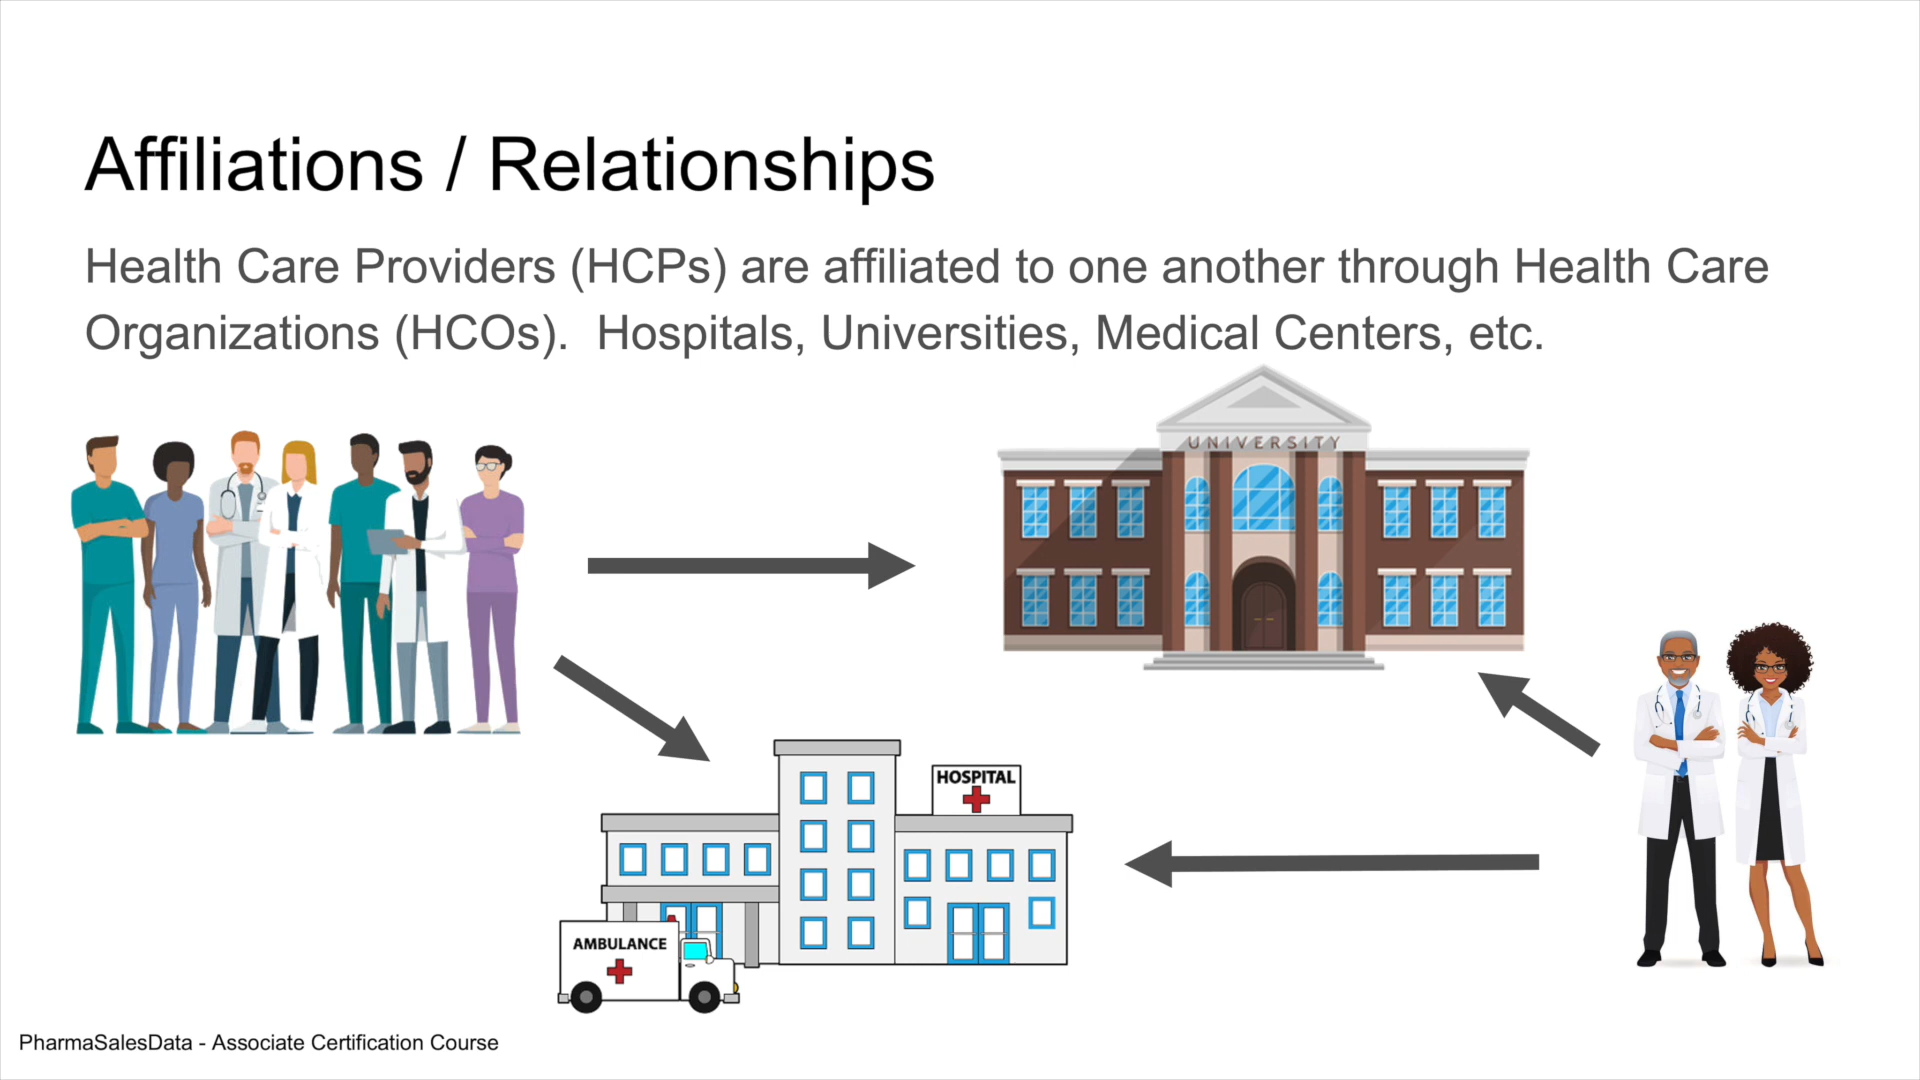 Affiliations / Relationships
Health Care Providers (HCPs) are affiliated to one another through Health Care
Organizations (HCOs).  Hospitals, Universities, Medical Centers, etc.
UNIVERSITY
HOSPITAL
AMBULANCE
PharmaSalesData - Associate Certification Course